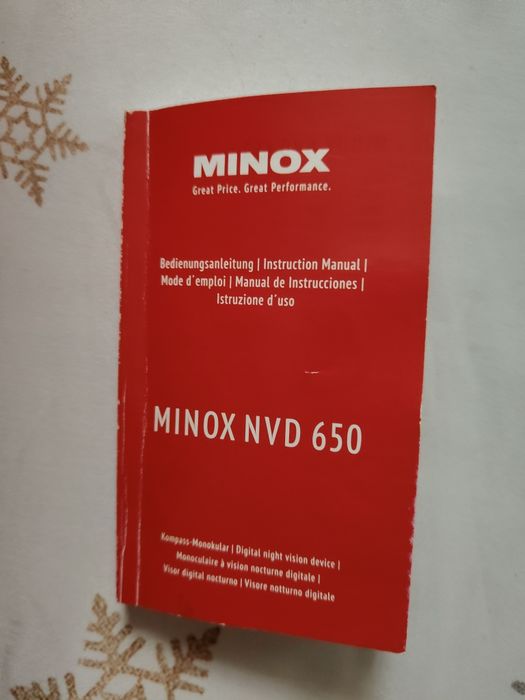 MINOX
Great Price. Great Performance.
Bedienungsanleitung | Instruction Manual |
Mode d'emploi | Manual de Instrucciones |
Istruzione d'uso
MINOX NVD 650
Kompass-Monokular | Digital night vision device |
Monoculaire à vision nocturne digitale |
Visor digital nocturno | Visore notturno digitale